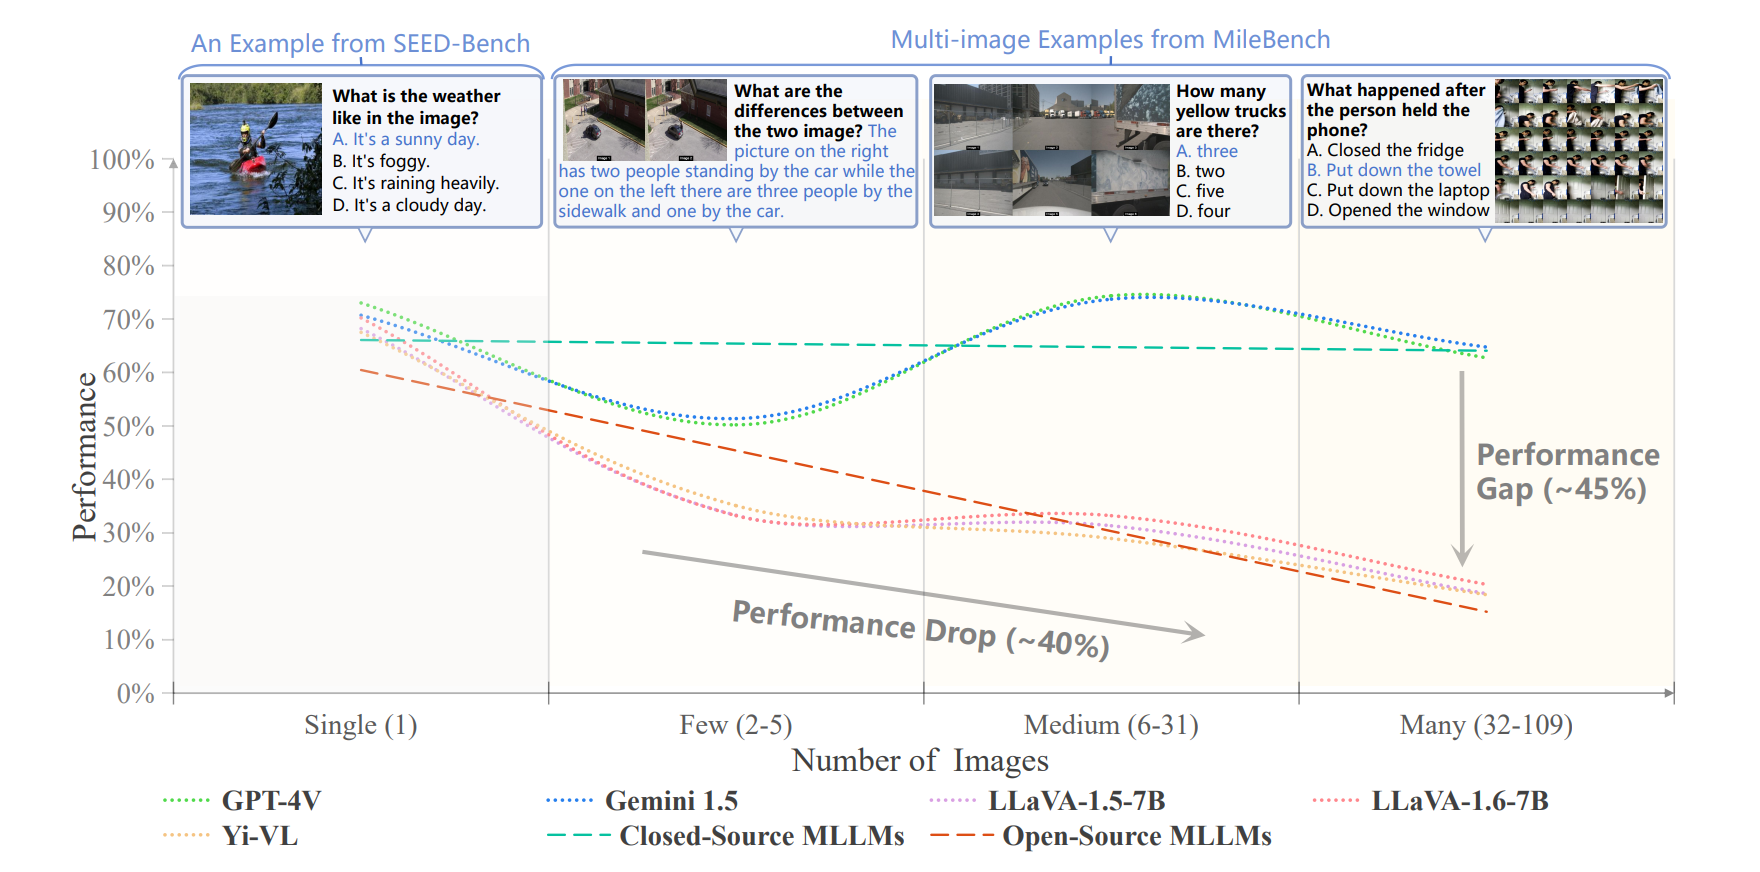 An Example from SEED-Bench
Multi-image Examples from MileBench
What is the weather
like in the image?
A. It's a sunny day.
B. It's foggy.
C. It's raining heavily.
D. It's a cloudy day.
What are the
differences between
the two image? The
picture on the right
has two people standing by the car while the
one on the left there are three people by the
sidewalk and one by the car.
How many
yellow trucks
are there?
A. three
B. two
C. five
D. four
What happened after
the person held the
phone?
A. Closed the fridge
B. Put down the towel
C. Put down the laptop
D. Opened the window
100%
90%
80%
70%
60%
50%
40%
30%
20%
10%
0%
Performance
Performance
Gap (~45%)
Performance Drop (~40%)
Single (1)
Few (2-5)
Medium (6-31)
Many (32-109)
Number of Images
GPT-4V
Gemini 1.5
LLaVA-1.5-7B
LLaVA-1.6-7B
Yi-VL
Closed-Source MLLMs
Open-Source MLLMs